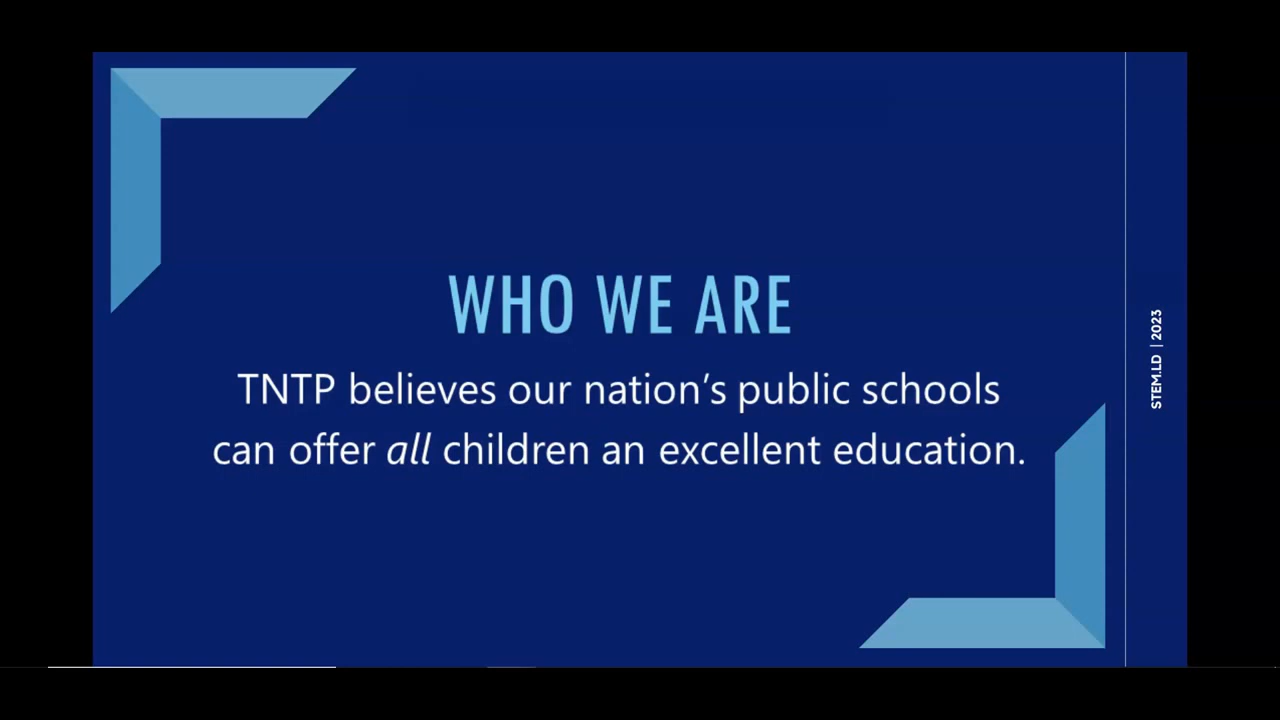 WHO WE ARE
TNTP believes our nation’s public schools
can offer all children an excellent education.
STEM.LD | 2023